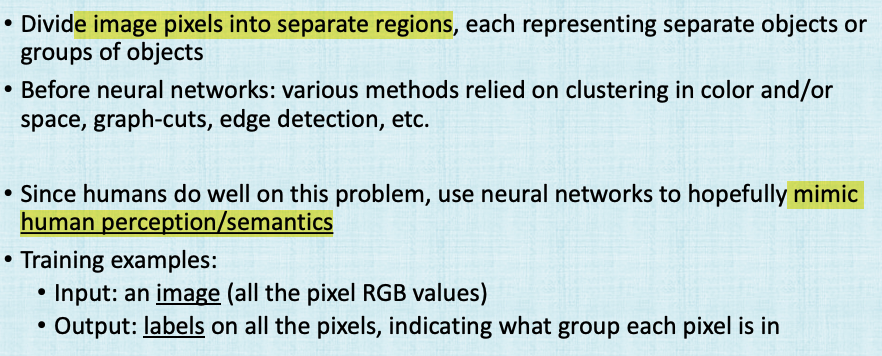 • Divide image pixels into separate regions, each representing separate objects or
groups of objects
• Before neural networks: various methods relied on clustering in color and/or
space, graph-cuts, edge detection, etc.
• Since humans do well on this problem, use neural networks to hopefully mimic
human perception/semantics
• Training examples:
• Input: an image (all the pixel RGB values)
• Output: labels on all the pixels, indicating what group each pixel is in